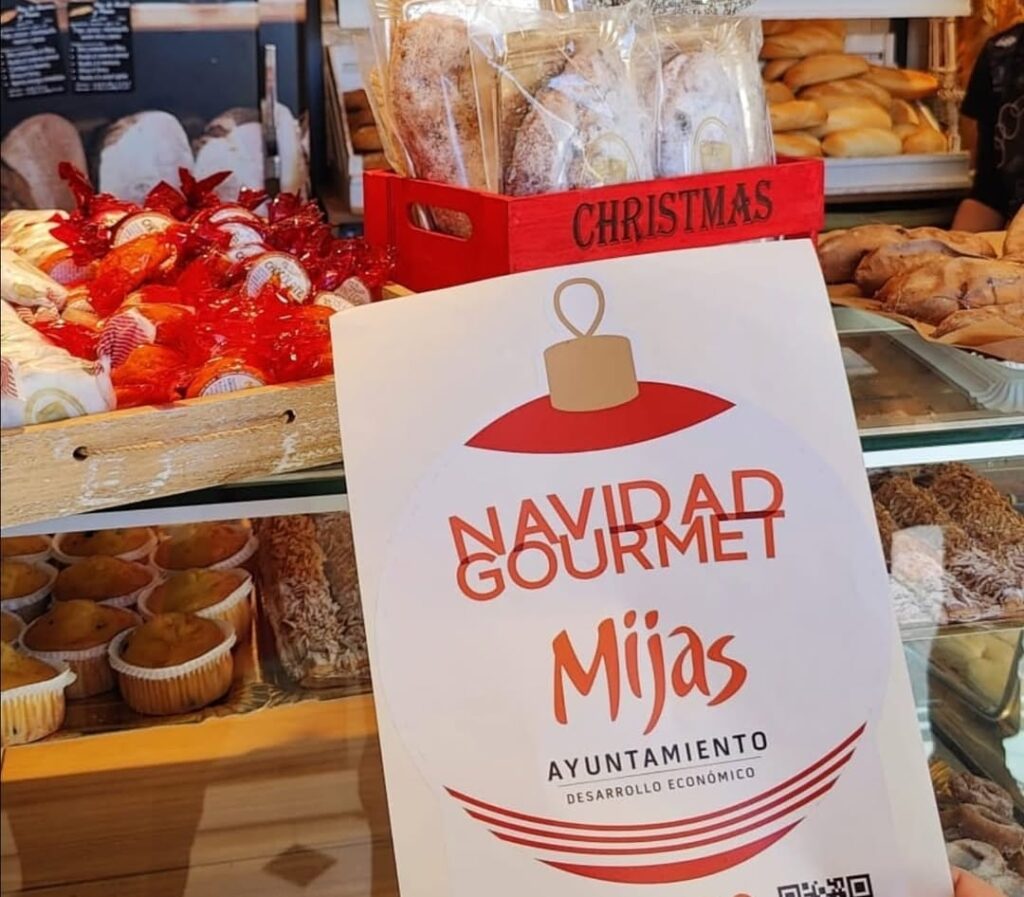 CHRISTMAS
NAVIDAD
GOURMET
Mijas
AYUNTAMIENTO
DESARROLLO ECONÓMICO